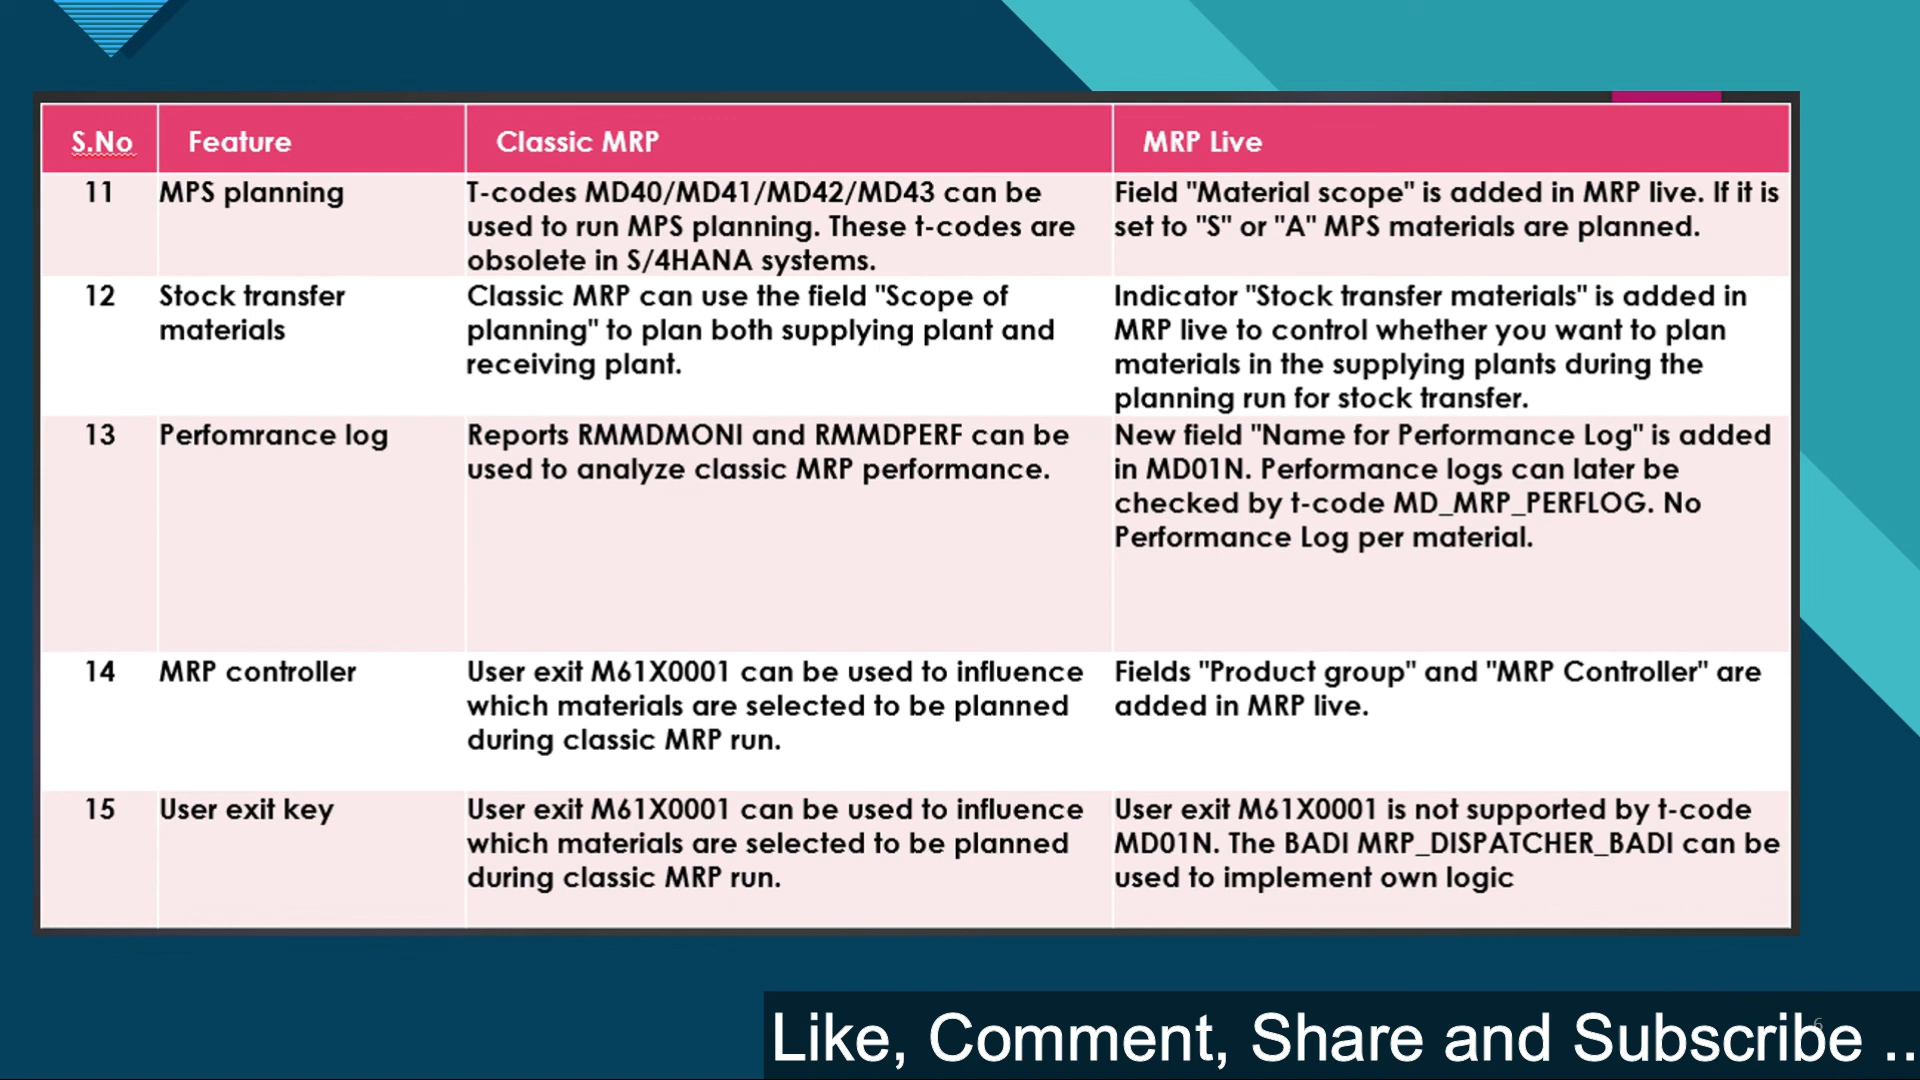 S.No Feature Classic MRP MRP Live
11 MPS planning
T-codes MD40/MD41/MD42/MD43 can be
used to run MPS planning. These t-codes are
obsolete in S/4HANA systems.
Field "Material scope" is added in MRP live. If it is
set to "S" or "A" MPS materials are planned.
12 Stock transfer
materials
Classic MRP can use the field "Scope of
planning" to plan both supplying plant and
receiving plant.
Indicator "Stock transfer materials" is added in
MRP live to control whether you want to plan
materials in the supplying plants during the
planning run for stock transfer.
13 Perfomrance log
Reports RMMDMONI and RMMDPERF can be
used to analyze classic MRP performance.
New field "Name for Performance Log" is added
in MD01N. Performance logs can later be
checked by t-code MD_MRP_PERFLOG. No
Performance Log per material.
14 MRP controller
User exit M61X0001 can be used to influence
which materials are selected to be planned
during classic MRP run.
Fields "Product group" and "MRP Controller" are
added in MRP live.
15 User exit key
User exit M61X0001 can be used to influence
which materials are selected to be planned
during classic MRP run.
User exit M61X0001 is not supported by t-code
MD01N. The BADI MRP_DISPATCHER_BADI can be
used to implement own logic
6
Like, Comment, Share and Subscribe ..